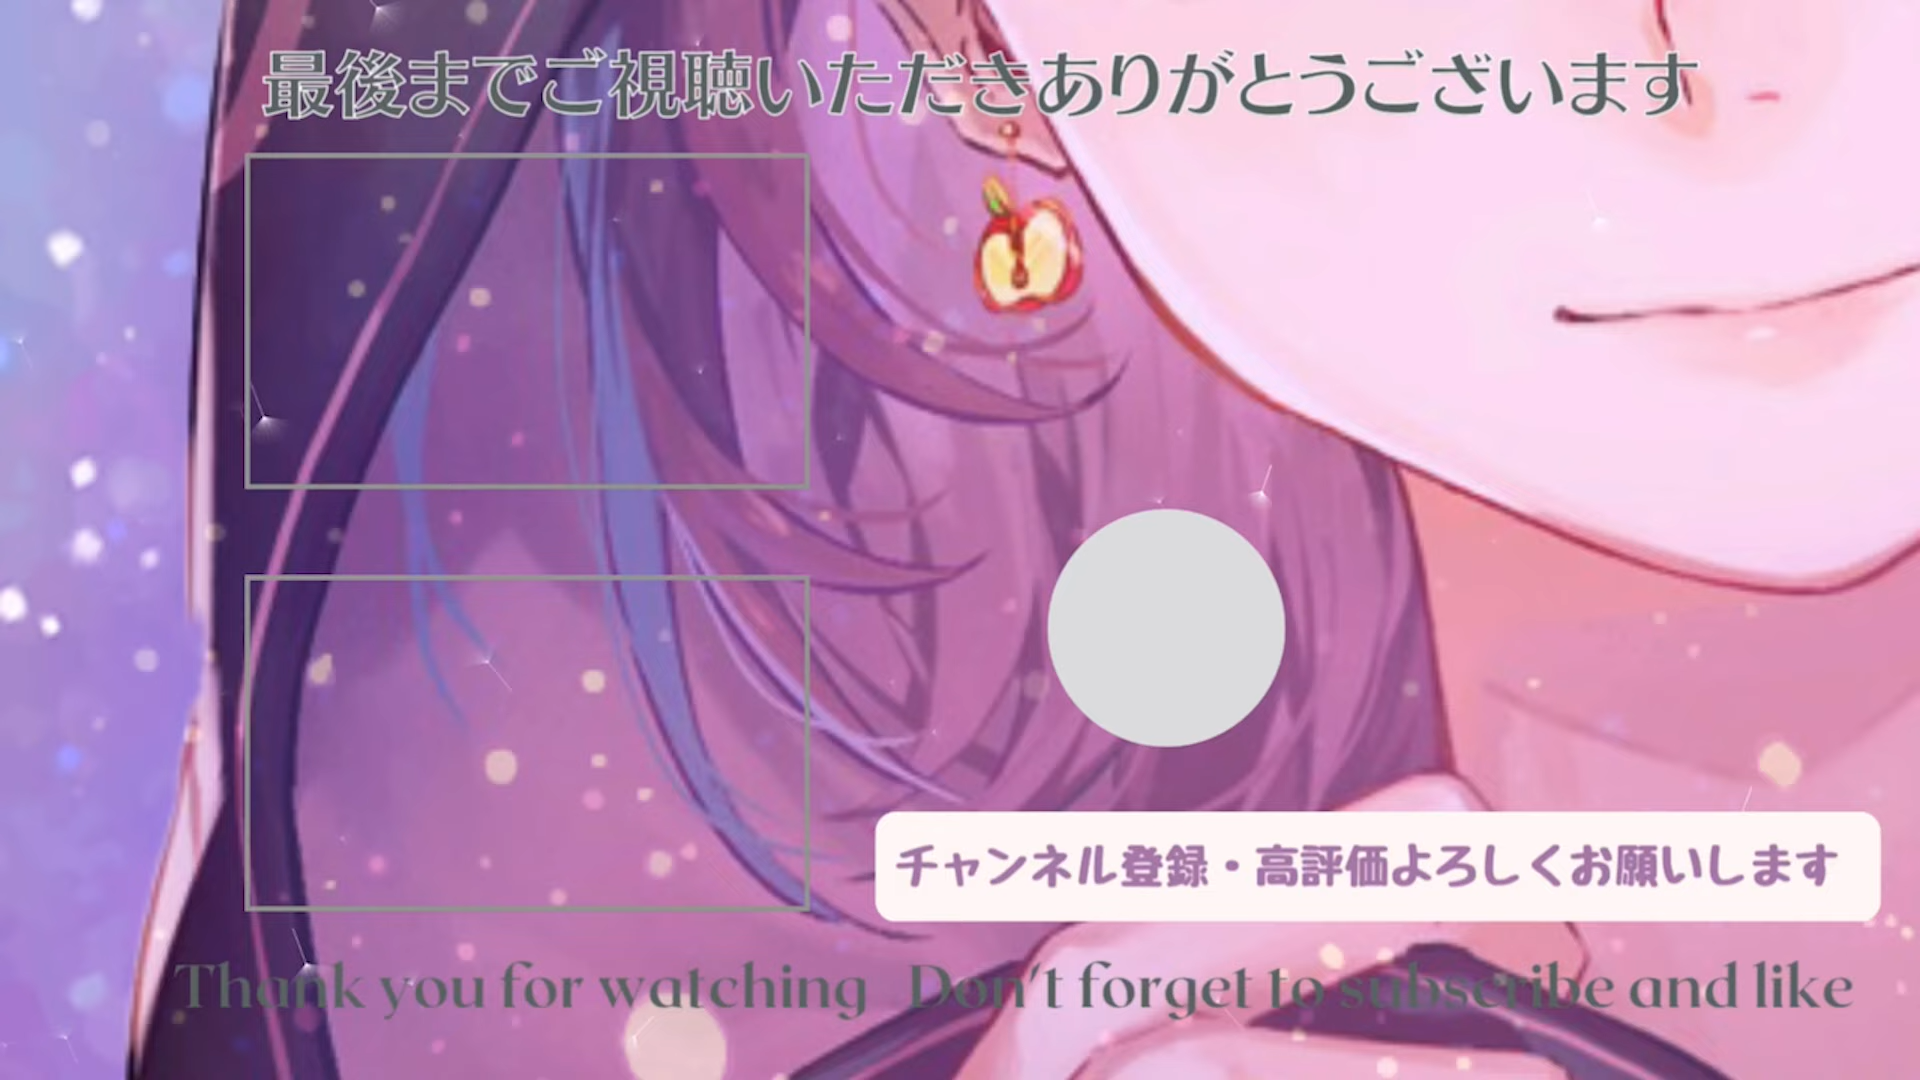 最後までご視聴いただきありがとうございます
チャンネル登録・高評価よろしくお願いします
Thank you for watching Don't forget to subscribe and like